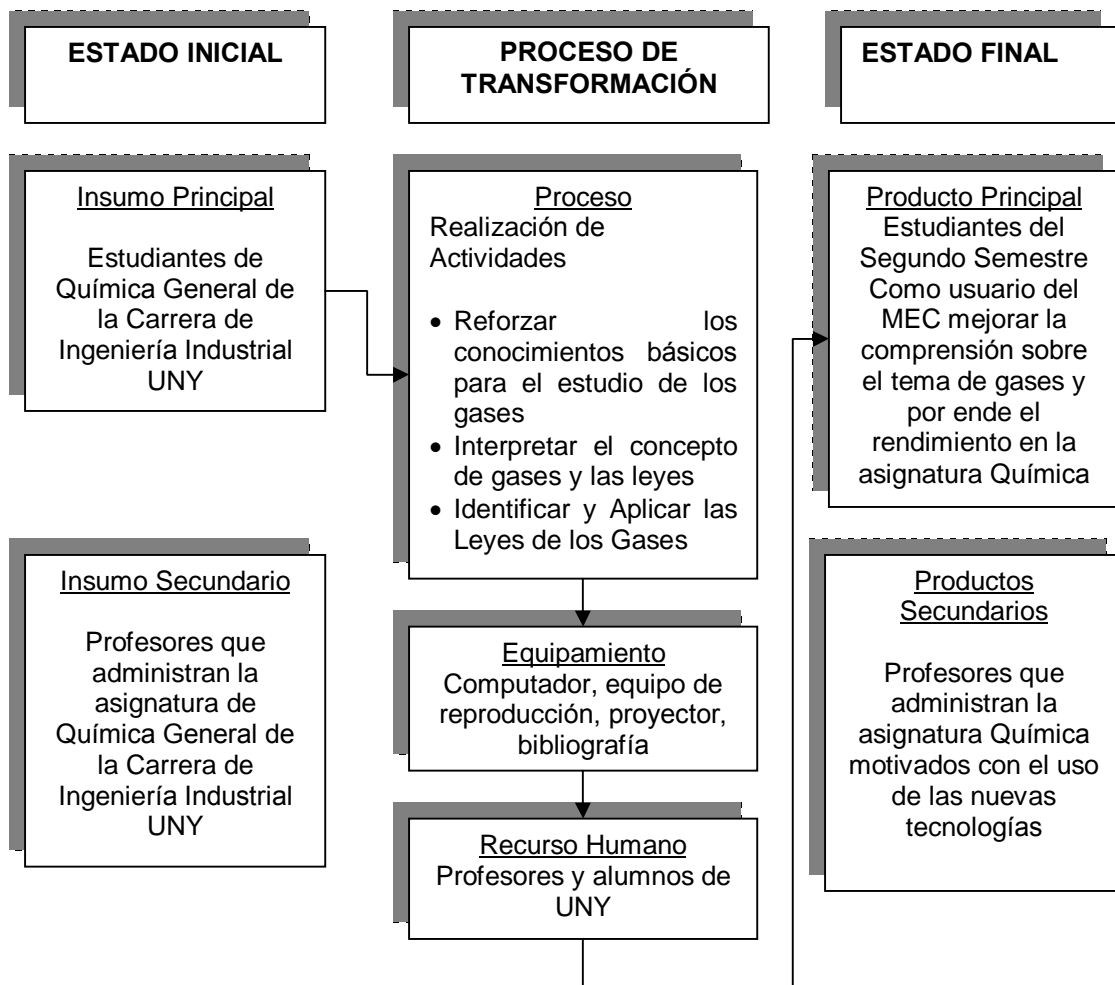 ESTADO INICIAL
PROCESO DE
TRANSFORMACIÓN
ESTADO FINAL
Insumo Principal
Estudiantes de
Química General de
la Carrera de
Ingeniería Industrial
UNY
Insumo Secundario
Profesores que
administran la
asignatura de
Química General de
la Carrera de
Ingeniería Industrial
UNY
Proceso
Realización de
Actividades
• Reforzar los
conocimientos básicos
para el estudio de los
gases
• Interpretar el concepto
de gases y las leyes
• Identificar y Aplicar las
Leyes de los Gases
Equipamiento
Computador, equipo de
reproducción, proyector,
bibliografía
Recurso Humano
Profesores y alumnos de
UNY
Producto Principal
Estudiantes del
Segundo Semestre
Como usuario del
MEC mejorar la
comprensión sobre
el tema de gases y
por ende el
rendimiento en la
asignatura Química
Productos
Secundarios
Profesores que
administran la
asignatura Química
motivados con el uso
de las nuevas
tecnologías